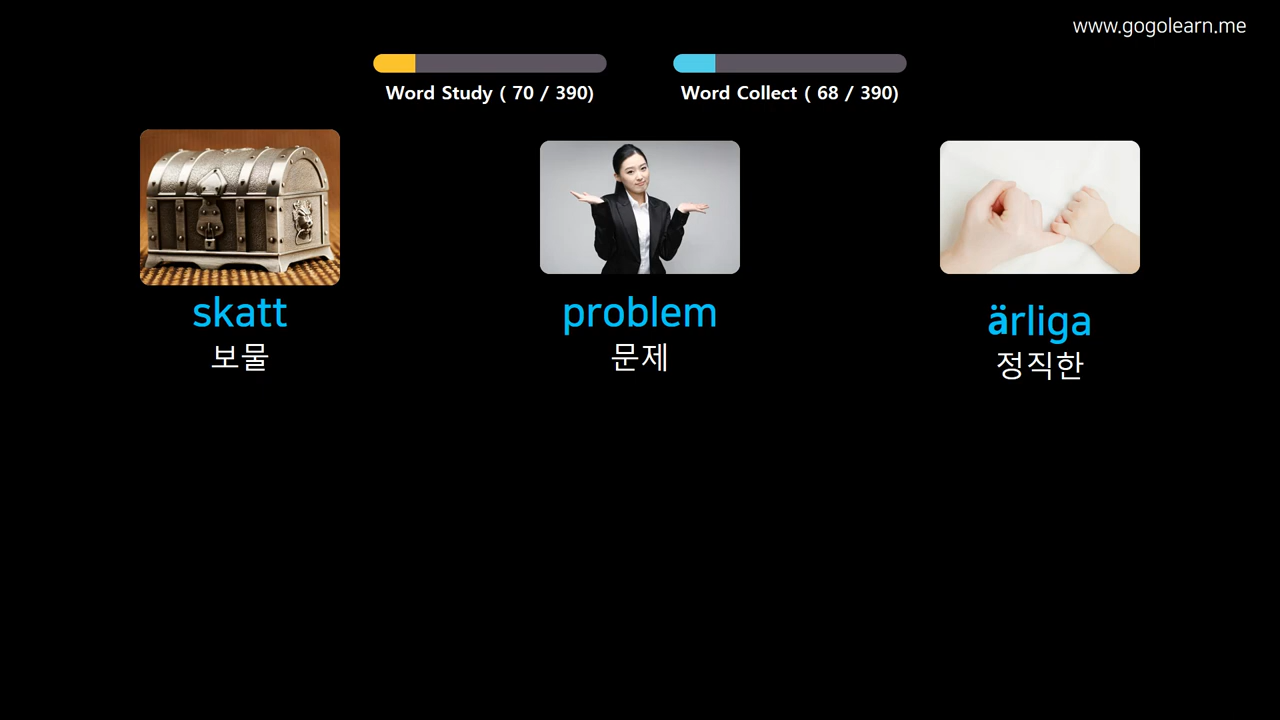 www.gogolearn.me
Word Study ( 70 / 390)
Word Collect ( 68 / 390)
skatt
보물
problem
문제
ärliga
정직한